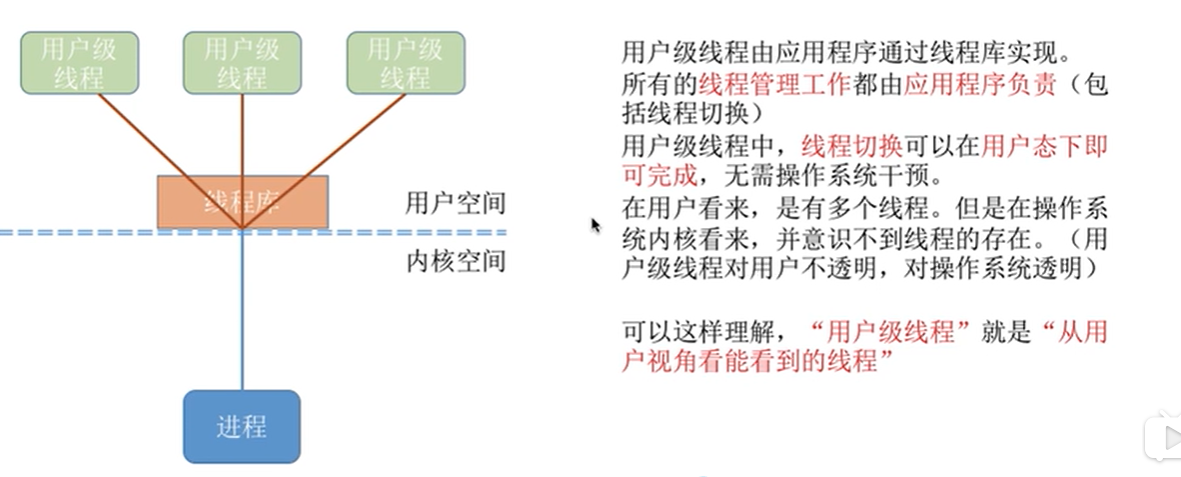 用户级
线程
用户级
线程
用户级
线程
线程库
用户空间
内核空间
进程
用户级线程由应用程序通过线程库实现。
所有的线程管理工作都由应用程序负责（包
括线程切换）
用户级线程中，线程切换可以在用户态下即
可完成，无需操作系统干预。
在用户看来，是有多个线程。但是在操作系
统内核看来，并意识不到线程的存在。（用
户级线程对用户不透明，对操作系统透明）
可以这样理解，“用户级线程”就是“从用
户视角看能看到的线程”